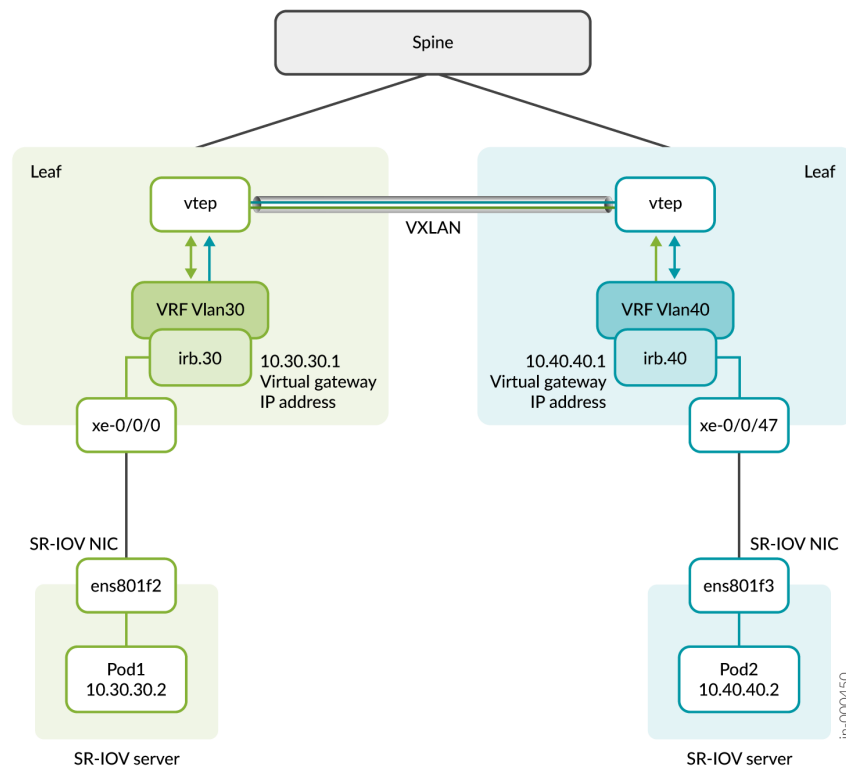 Spine
Leaf
Leaf
vtep
vtep
VXLAN
VRF Vlan30
VRF Vlan40
irb.30
10.30.30.1
Virtual gateway
IP address
10.40.40.1
Virtual gateway
IP address
irb.40
xe-0/0/0
xe-0/0/47
SR-IOV NIC
SR-IOV NIC
ens801f2
ens801f3
Pod1
10.30.30.2
Pod2
10.40.40.2
jn-000450
SR-IOV server
SR-IOV server